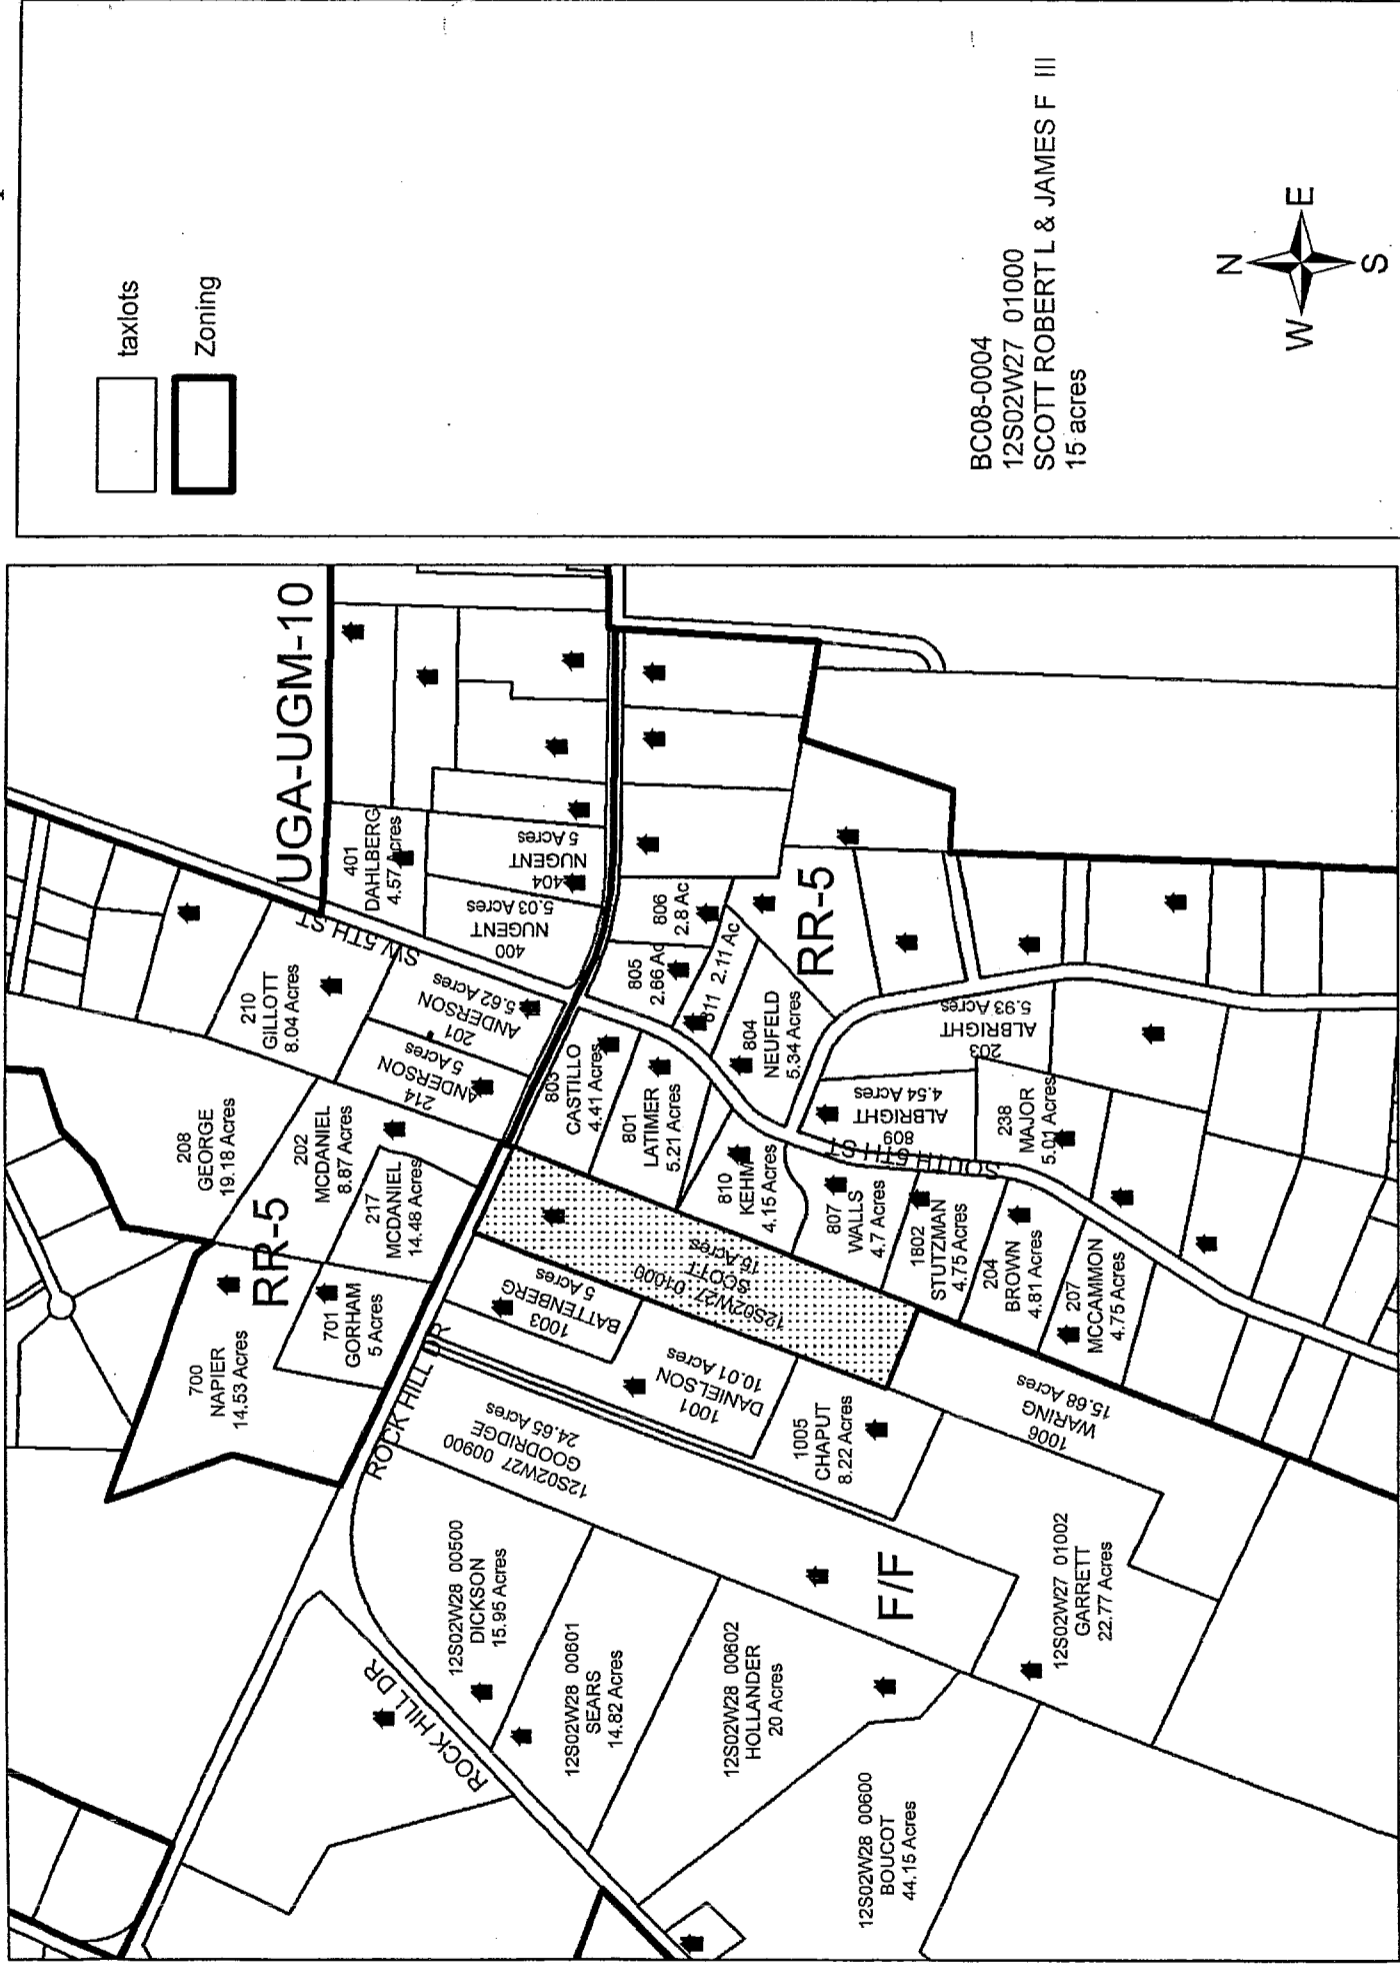 taxlots
Zoning
BC08-0004
12S02W27 01000
SCOTT ROBERT L & JAMES F III
15 acres
N
W
E
S
UGA-UGM-10
401
DAHLBERG
4.57 Acres
404
NUGENT
5 Acres
400
NUGENT
5.03 Acres
SW 5TH ST
210
GILLOTT
8.04 Acres
201
ANDERSON
5.62 Acres
214
ANDERSON
5 Acres
208
GEORGE
19.18 Acres
202
MCDANIEL
8.87 Acres
217
MCDANIEL
14.48 Acres
RR-5
701
GORHAM
5 Acres
700
NAPIER
14.53 Acres
806
2.8 Ac
805
2.66 Ac
811 2.11 Ac
804
NEUFELD
5.34 Acres
RR-5
803
CASTILLO
4.41 Acres
801
LATIMER
5.21 Acres
810
KEHM
4.15 Acres
203
ALBRIGHT
5.93 Acres
809
ALBRIGHT
4.54 Acres
238
MAJOR
5.01 Acres
SOUTH 5TH ST
807
WALLS
4.7 Acres
1802
STUTZMAN
4.75 Acres
204
BROWN
4.81 Acres
207
MCCAMMON
4.75 Acres
12S02W27 01000
SCOTT
15 Acres
1003
BATTENBERG
5 Acres
1001
DANIELSON
10.01 Acres
1005
CHAPUT
8.22 Acres
1006
WARING
15.68 Acres
ROCK HILL DR
12S02W27 00900
GOODRIDGE
24.65 Acres
F/F
12S02W27 01002
GARRETT
22.77 Acres
12S02W28 00500
DICKSON
15.95 Acres
12S02W28 00601
SEARS
14.82 Acres
12S02W28 00602
HOLLANDER
20 Acres
ROCK HILL DR
12S02W28 00600
BOUCOT
44.15 Acres